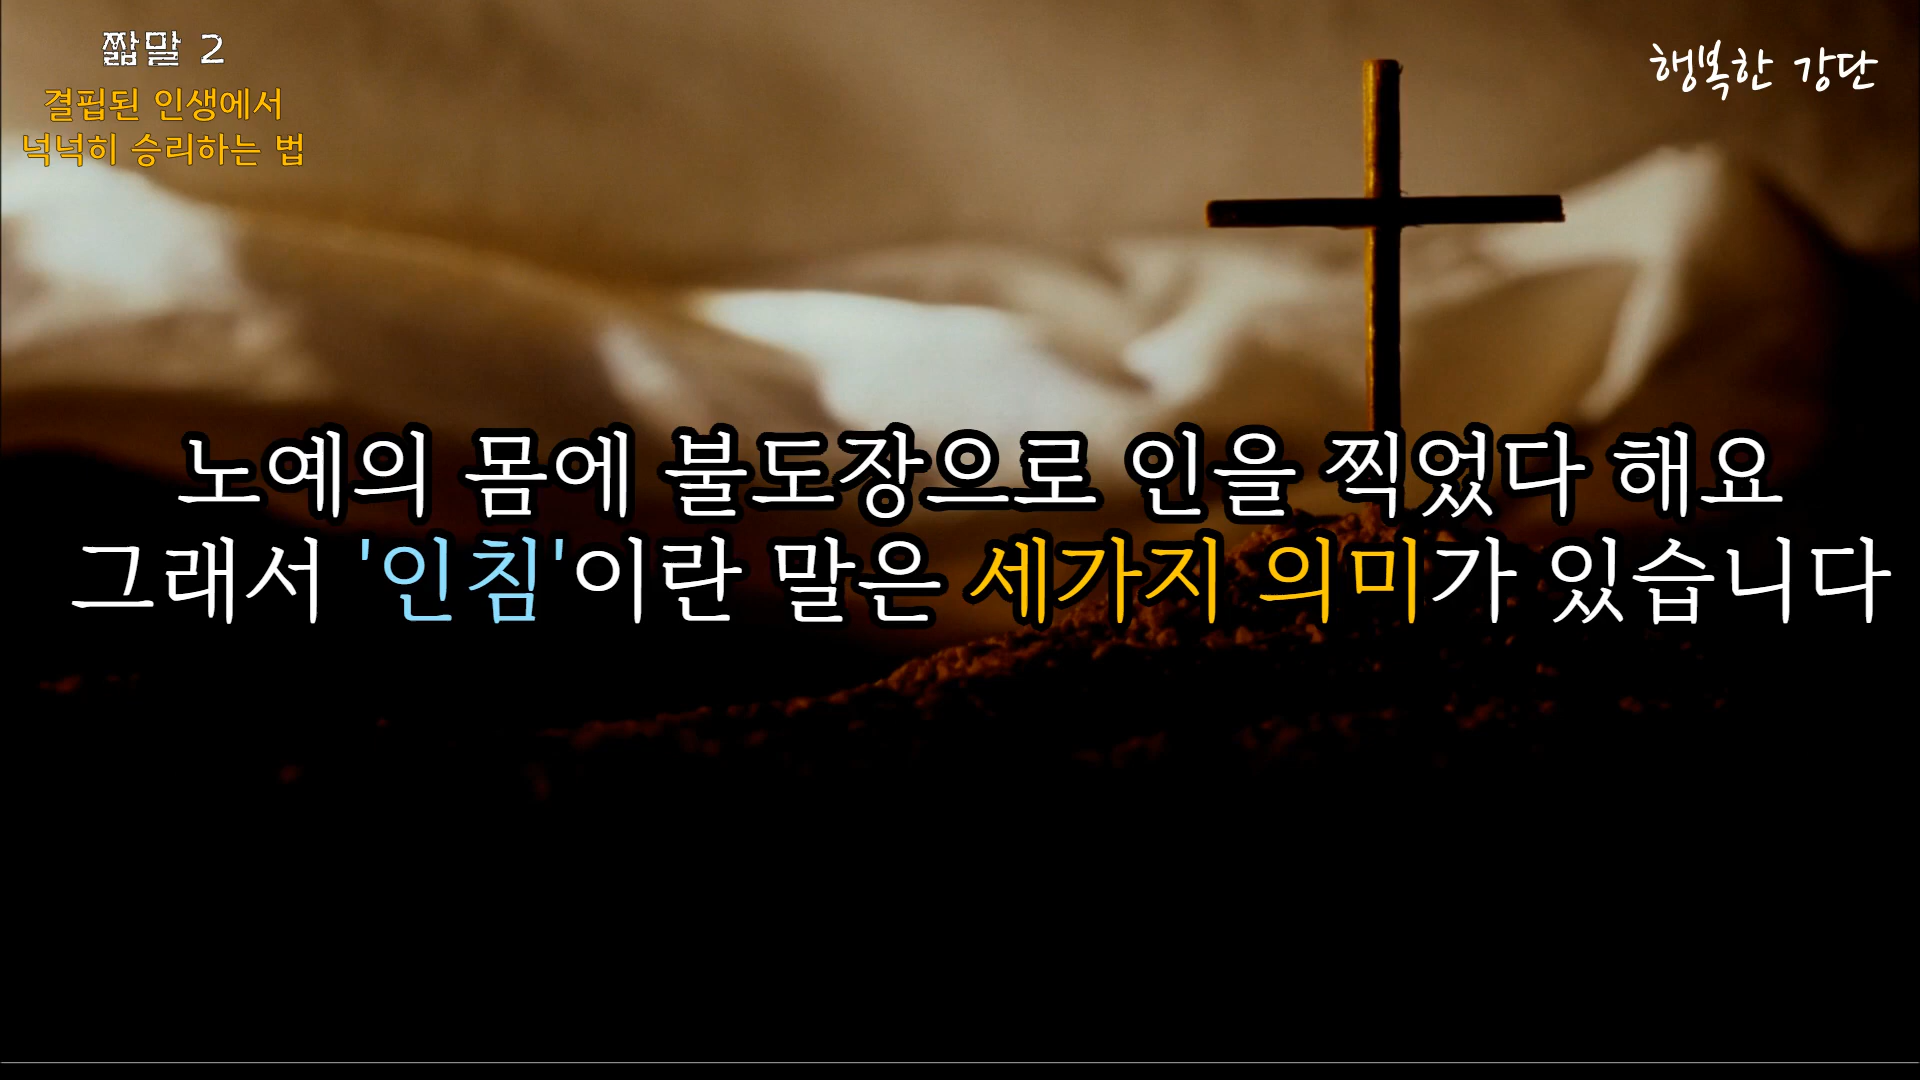 짧말 2
결핍된 인생에서
넉넉히 승리하는 법
행복한 강단
노예의 몸에 불도장으로 인을 찍었다 해요
그래서 '인침'이란 말은 세가지 의미가 있습니다